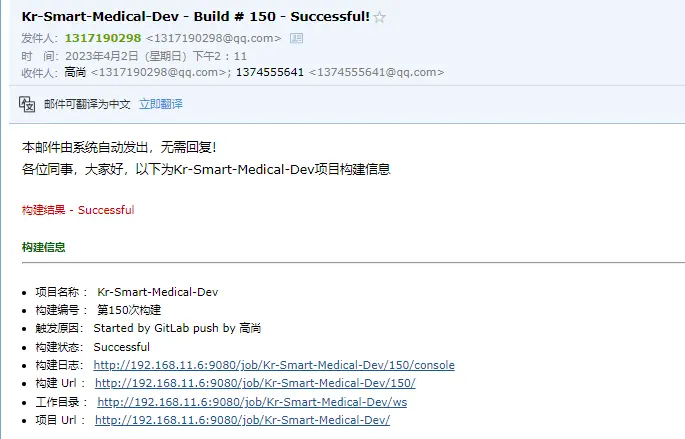 Kr-Smart-Medical-Dev - Build # 150 - Successful!
发件人: 1317190298 <1317190298@qq.com>
时 间: 2023年4月2日 (星期日) 下午2:11
收件人: 高尚 <1317190298@qq.com>; 1374555641 <1374555641@qq.com>
邮件可翻译为中文 立即翻译
本邮件由系统自动发出，无需回复！
各位同事，大家好，以下为Kr-Smart-Medical-Dev项目构建信息
构建结果 - Successful
构建信息
• 项目名称： Kr-Smart-Medical-Dev
• 构建编号： 第150次构建
• 触发原因： Started by GitLab push by 高尚
• 构建状态： Successful
• 构建日志： http://192.168.11.6:9080/job/Kr-Smart-Medical-Dev/150/console
• 构建 Url： http://192.168.11.6:9080/job/Kr-Smart-Medical-Dev/150/
• 工作目录： http://192.168.11.6:9080/job/Kr-Smart-Medical-Dev/ws
• 项目 Url： http://192.168.11.6:9080/job/Kr-Smart-Medical-Dev/